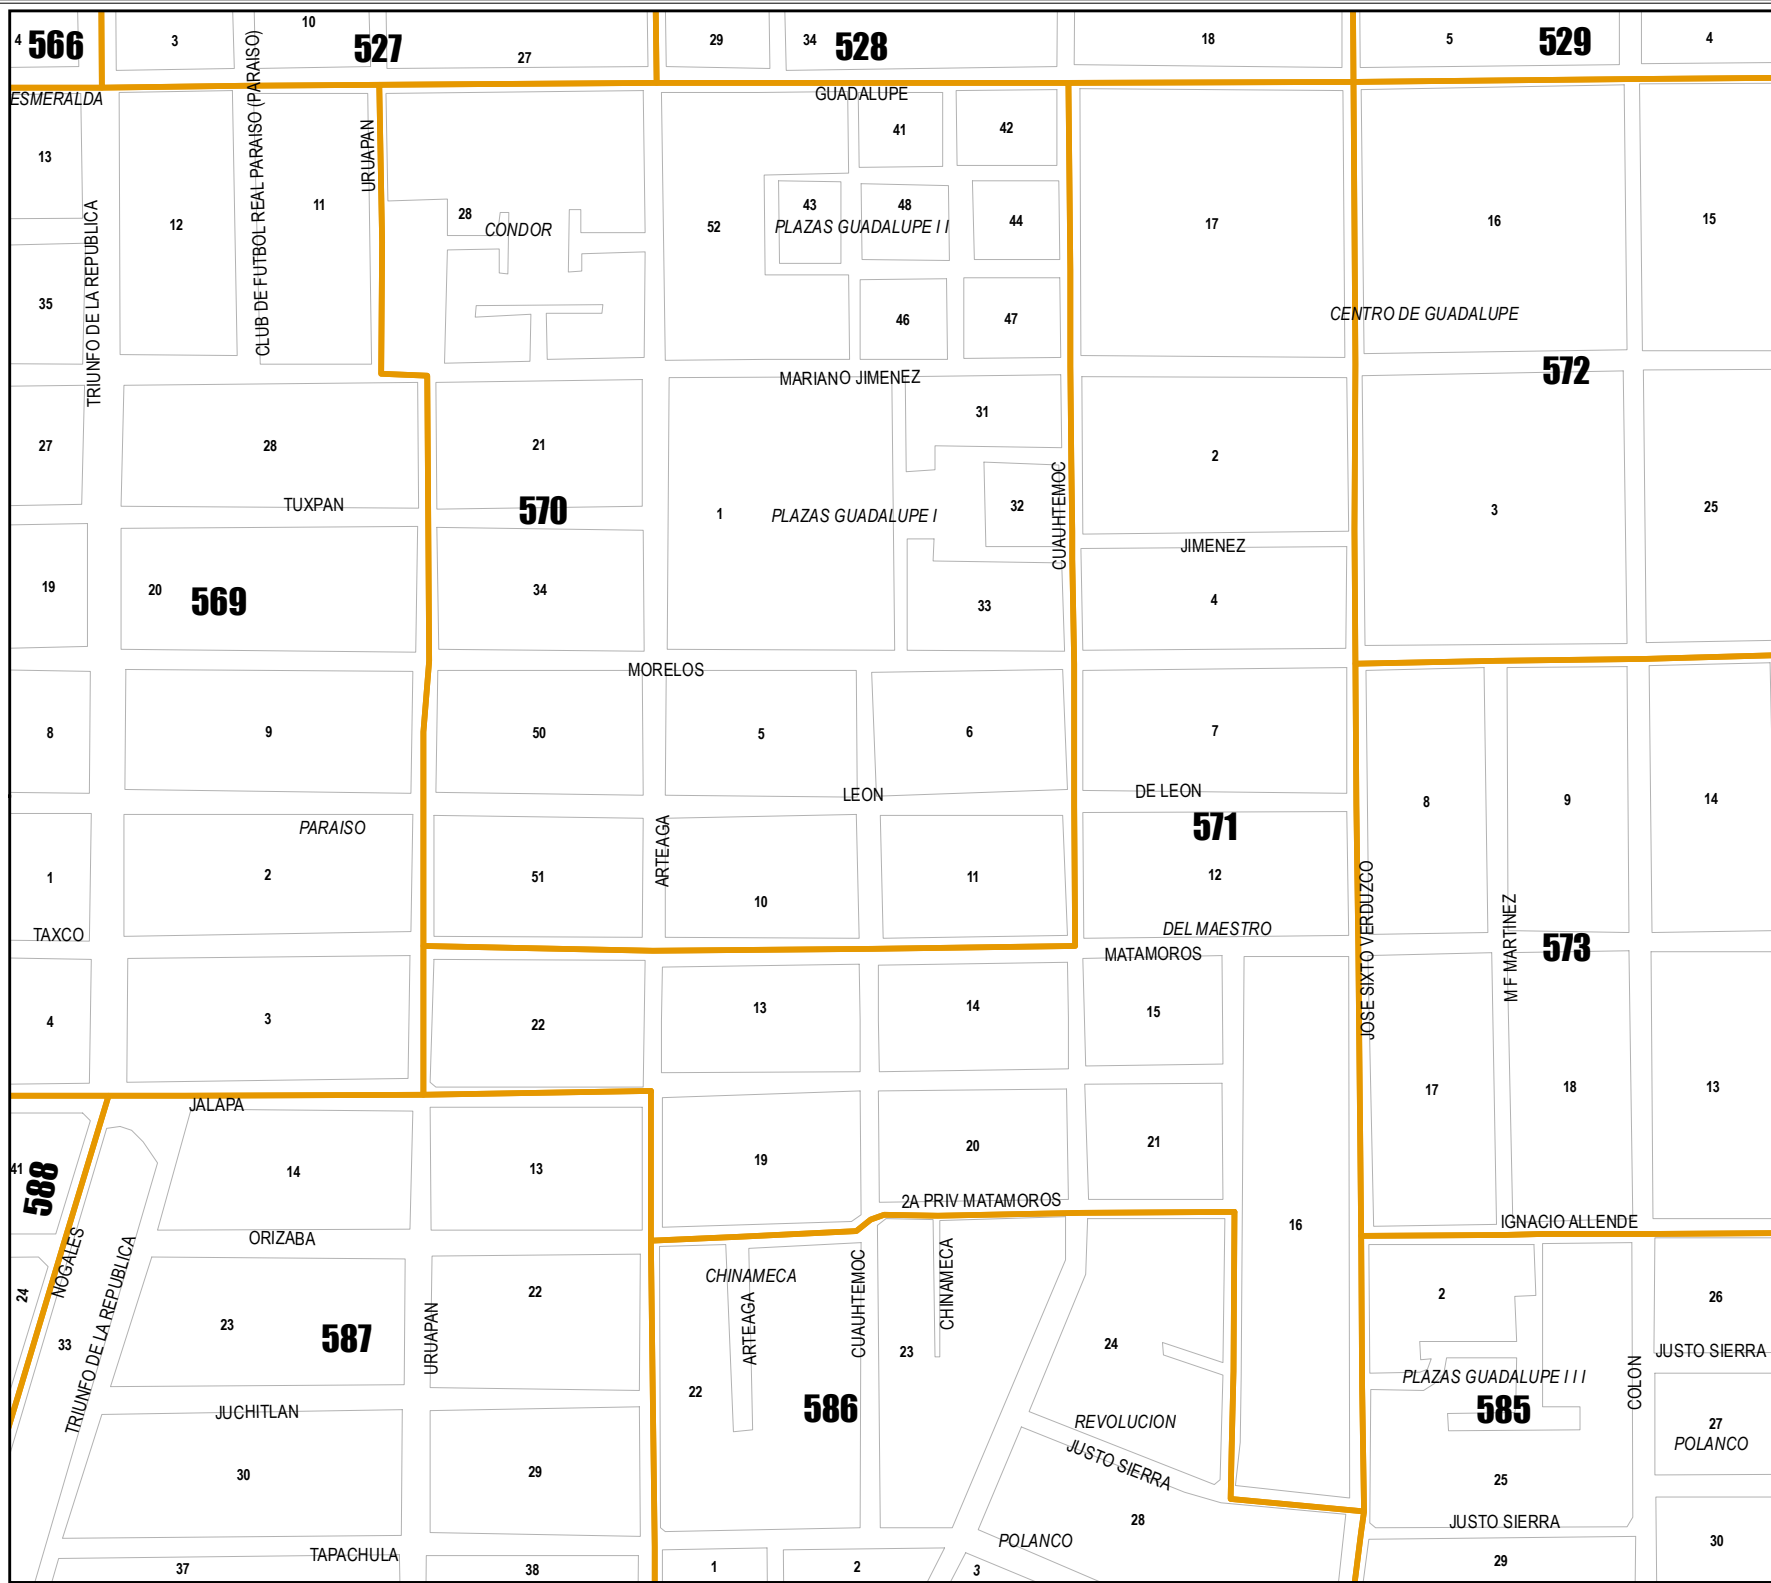 10
4 566
3
527
27
29
34 528
18
5
529
4
ESMERALDA
GUADALUPE
13
12
CLUB DE FUTBOL REAL PARAISO (PARAISO)
11
URUAPAN
28
CONDOR
52
41
42
43
48
44
PLAZAS GUADALUPE I I
17
16
15
TRIUNFO DE LA REPUBLICA
35
46
47
CENTRO DE GUADALUPE
572
MARIANO JIMENEZ
27
28
21
31
2
TUXPAN
570
1
PLAZAS GUADALUPE I
32
CUAUHTEMOC
3
25
JIMENEZ
19
20
569
34
33
4
MORELOS
8
9
50
5
6
7
LEON
DE LEON
8
9
14
PARAISO
ARTEAGA
571
1
2
51
10
11
12
TAXCO
DEL MAESTRO
MATAMOROS
JOSE SIXTO VERDUZCO
M F MARTINEZ
573
4
3
22
13
14
15
17
18
13
JALAPA
41
588
14
13
19
20
21
2A PRIV MATAMOROS
16
IGNACIO ALLENDE
ORIZABA
NOGALES
24
33
TRIUNFO DE LA REPUBLICA
23
587
URUAPAN
22
CHINAMECA
ARTEAGA
CUAUHTEMOC
CHINAMECA
23
24
2
26
JUSTO SIERRA
PLAZAS GUADALUPE I I I
COLON
22
586
585
JUCHITLAN
REVOLUCION
27
POLANCO
JUSTO SIERRA
30
29
25
28
JUSTO SIERRA
POLANCO
30
TAPACHULA
37
38
1
2
3
29